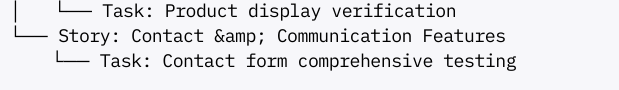 │   └── Task: Product display verification
└── Story: Contact &amp; Communication Features
    └── Task: Contact form comprehensive testing